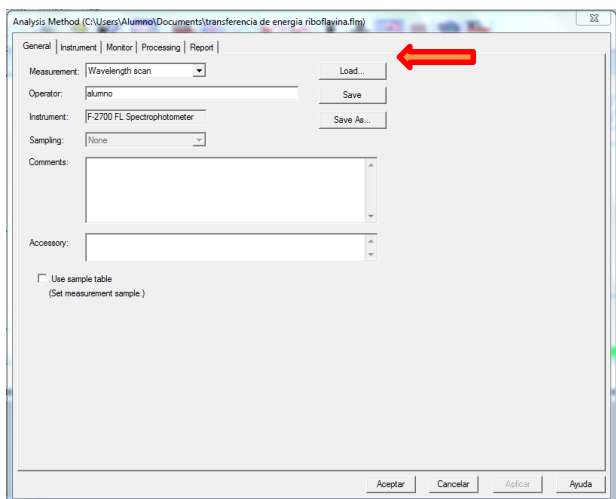 Analysis Method (C:\Users\Alumno\Documents\transferencia de energia riboflavina.flm)
General Instrument Monitor Processing Report
Measurement: Wavelength scan Load...
Operator: alumno Save
Instrument: F-2700 FL Spectrophotometer Save As...
Sampling: None
Comments:
Accessory:
Use sample table
(Set measurement sample.)
Aceptar Cancelar Aplicar Ayuda